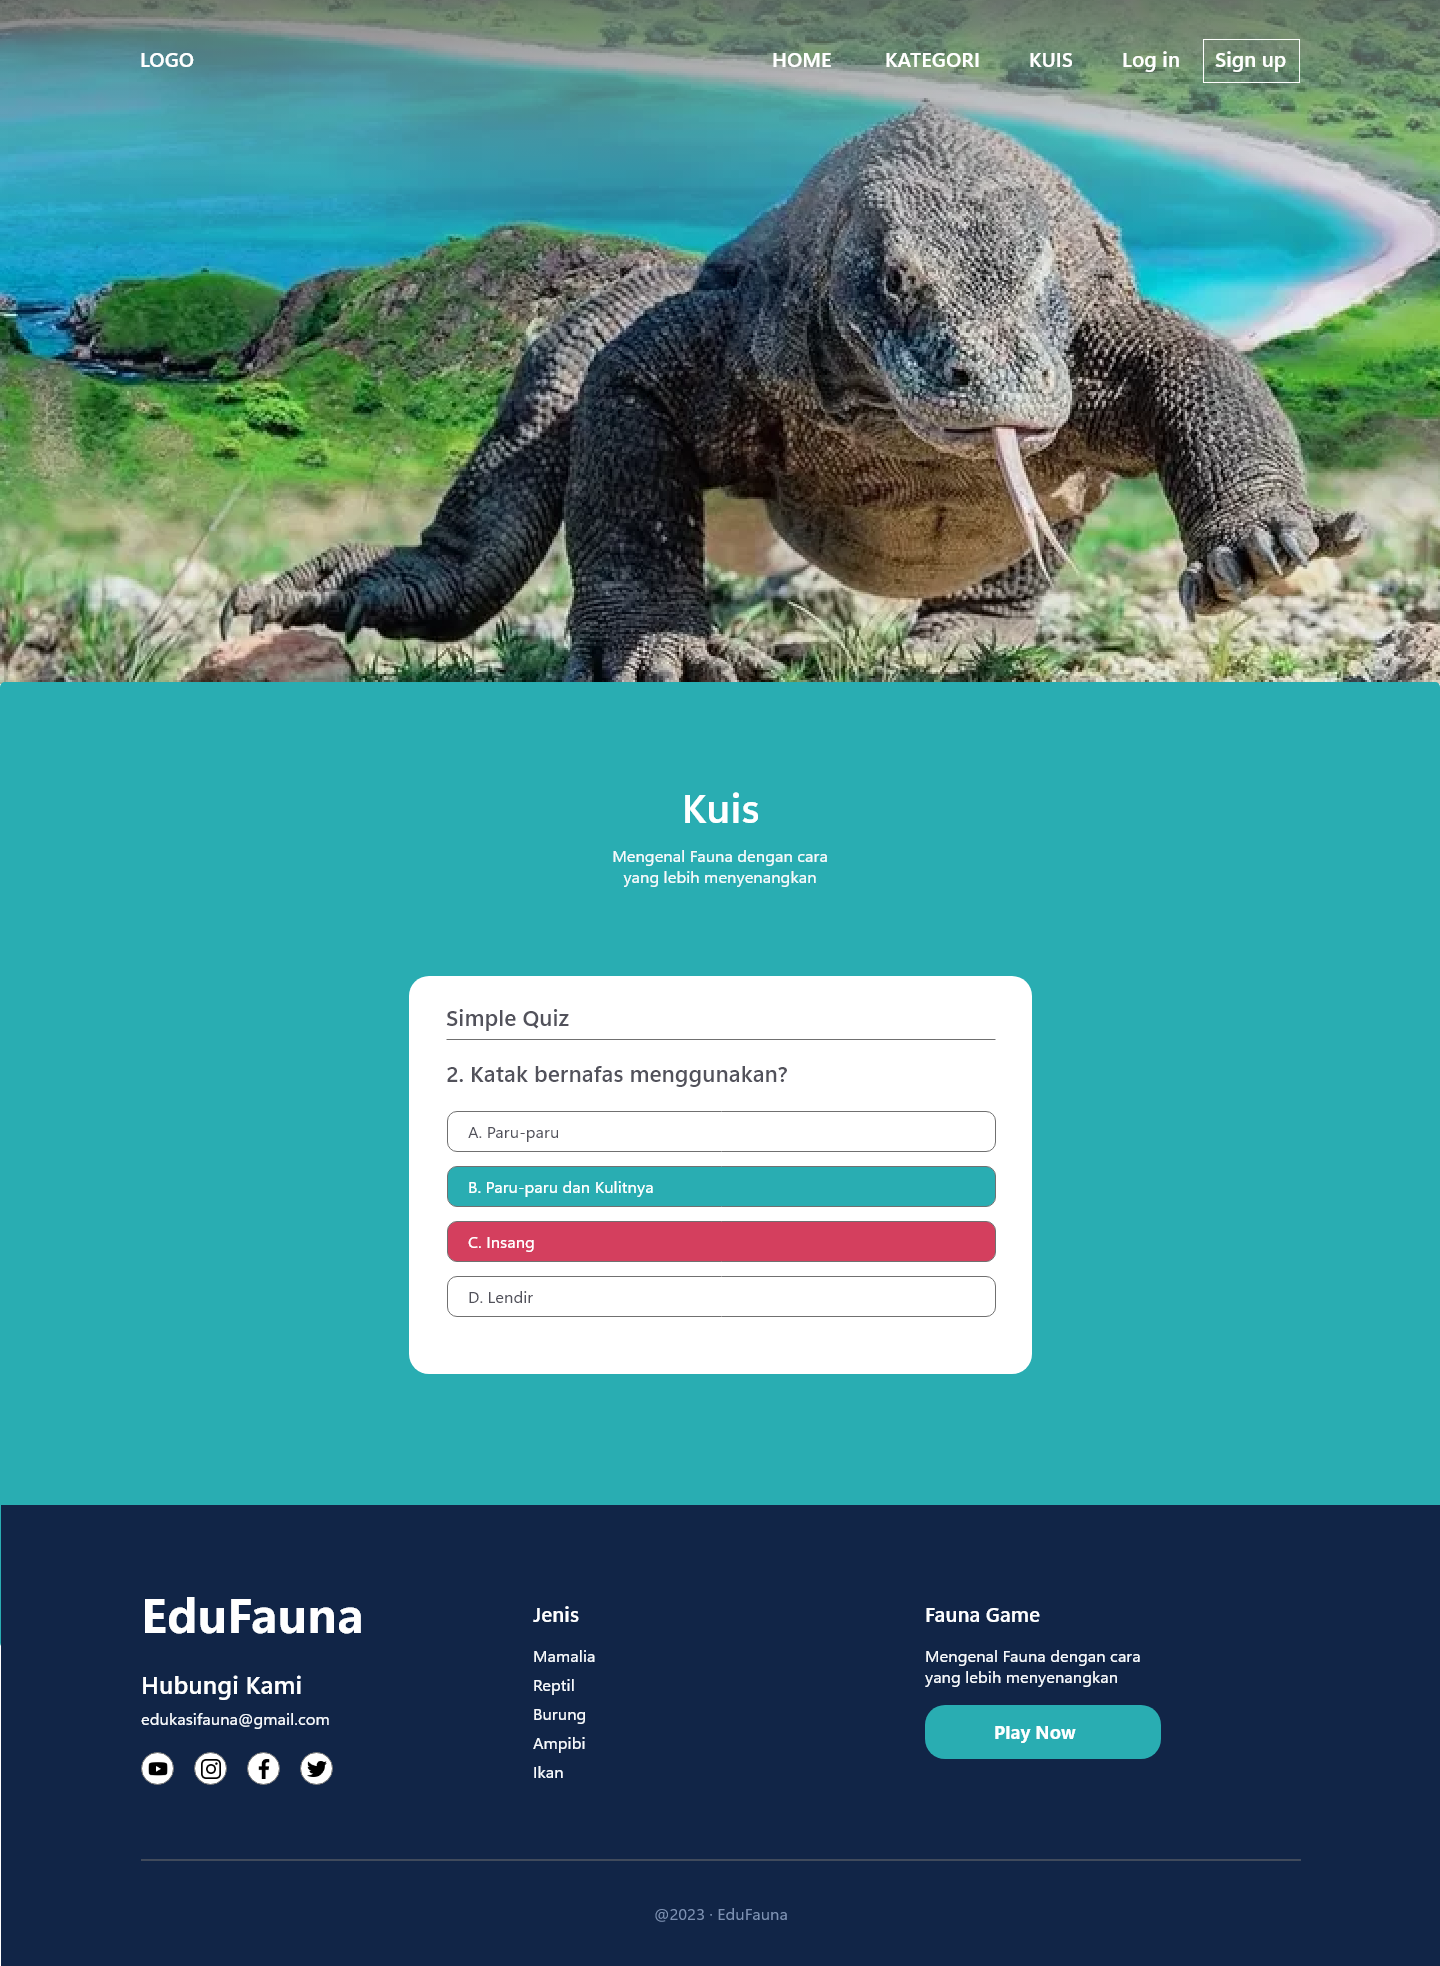 LOGO
HOME
KATEGORI
KUIS
Log in
Sign up
Kuis
Mengenal Fauna dengan cara
yang lebih menyenangkan
Simple Quiz
2. Katak bernafas menggunakan?
A. Paru-paru
B. Paru-paru dan Kulitnya
C. Insang
D. Lendir
EduFauna
Hubungi Kami
edukasifauna@gmail.com
Jenis
Mamalia
Reptil
Burung
Ampibi
Ikan
Fauna Game
Mengenal Fauna dengan cara
yang lebih menyenangkan
Play Now
@2023 · EduFauna